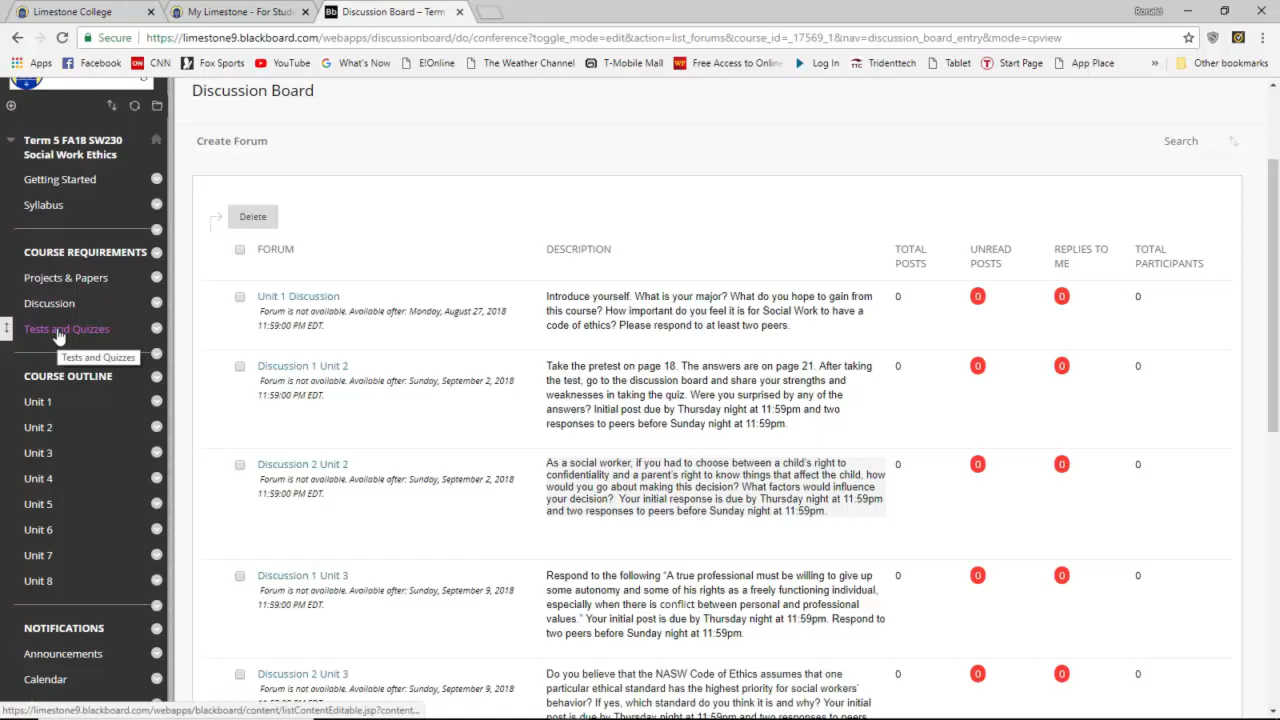 Limestone College
My Limestone - For Stude
Bb Discussion Board – Term
Ronald
Secure
https://limestone9.blackboard.com/webapps/discussionboard/do/conference?toggle_mode=edit&action=list_forums&course_id=_17569_1&nav=discussion_board_entry&mode=cpview
Apps Facebook CNN Fox Sports YouTube What's Now E!Online The Weather Channel T-Mobile Mall Free Access to Online Log In Tridenttech Tablet Start Page App Place » Other bookmarks
Term 5 FA18 SW230
Social Work Ethics
Getting Started
Syllabus
COURSE REQUIREMENTS
Projects & Papers
Discussion
Tests and Quizzes
Tests and Quizzes
COURSE OUTLINE
Unit 1
Unit 2
Unit 3
Unit 4
Unit 5
Unit 6
Unit 7
Unit 8
NOTIFICATIONS
Announcements
Calendar
https://limestone9.blackboard.com/webapps/blackboard/content/listContentEditable.jsp?content...
Discussion Board
Create Forum
Search
Delete
FORUM DESCRIPTION TOTAL POSTS UNREAD POSTS REPLIES TO ME TOTAL PARTICIPANTS
Unit 1 Discussion
Forum is not available. Available after: Monday, August 27, 2018
11:59:00 PM EDT.
Introduce yourself. What is your major? What do you hope to gain from
this course? How important do you feel it is for Social Work to have a
code of ethics? Please respond to at least two peers.
0 0 0 0
Discussion 1 Unit 2
Forum is not available. Available after: Sunday, September 2, 2018
11:59:00 PM EDT.
Take the pretest on page 18. The answers are on page 21. After taking
the test, go to the discussion board and share your strengths and
weaknesses in taking the quiz. Were you surprised by any of the
answers? Initial post due by Thursday night at 11:59pm and two
responses to peers before Sunday night at 11:59pm.
0 0 0 0
Discussion 2 Unit 2
Forum is not available. Available after: Sunday, September 2, 2018
11:59:00 PM EDT.
As a social worker, if you had to choose between a child's right to
confidentiality and a parent's right to know things that affect the child, how
would you go about making this decision? What factors would influence
your decision? Your initial response is due by Thursday night at 11:59pm
and two responses to peers before Sunday night at 11:59pm.
0 0 0 0
Discussion 1 Unit 3
Forum is not available. Available after: Sunday, September 9, 2018
11:59:00 PM EDT.
Respond to the following “A true professional must be willing to give up
some autonomy and some of his rights as a freely functioning individual,
especially when there is conflict between personal and professional
values.” Your initial post is due by Thursday night at 11:59pm. Respond to
two peers before Sunday night at 11:59pm.
0 0 0 0
Discussion 2 Unit 3
Forum is not available. Available after: Sunday, September 9, 2018
Do you believe that the NASW Code of Ethics assumes that one
particular ethical standard has the highest priority for social workers'
behavior? If yes, which standard do you think it is and why? Your initial
post is due by Thursday night at 11:59pm and two responses to peers
0 0 0 0